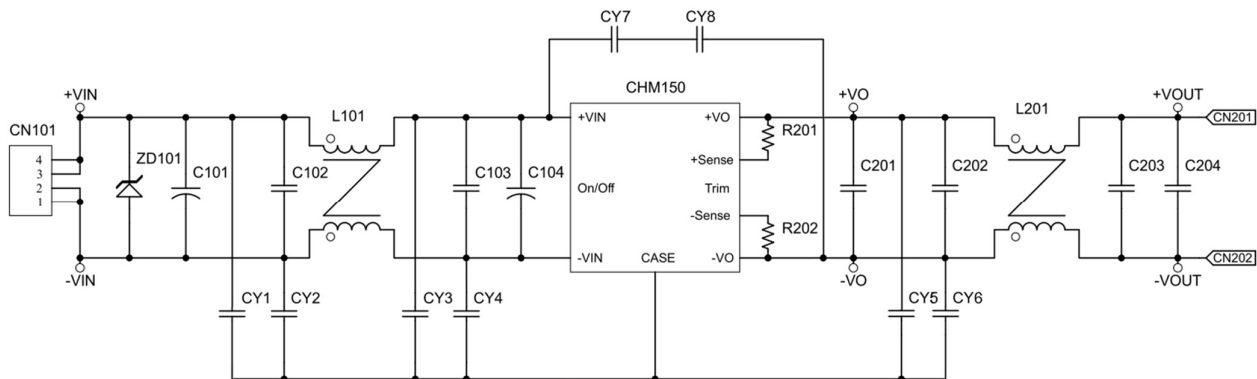 CY7
CY8
CHM150
+VIN
L101
+VO
L201
+VOUT
CN101
+VIN
+VO
R201
CN201
4
3
2
1
ZD101
C101
C102
C103
C104
+Sense
On/Off
Trim
-Sense
C201
C202
C203
C204
R202
-VIN
CASE
-VO
CN202
-VIN
-VO
-VOUT
CY1
CY2
CY3
CY4
CY5
CY6